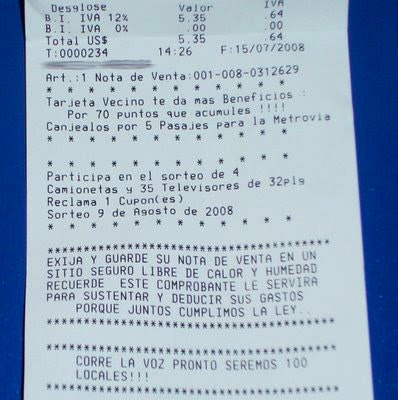 Desglose Valor IVA
B.I. IVA 12% 5.35 .64
B.I. IVA 0% .00 .00
Total US$ 5.35 .64
T:0000234 14:26 F:15/07/2008
Art.:1 Nota de Venta:001-008-0312629
* * * * * * * * * * * *
Tarjeta Vecino te da mas Beneficios :
Por 70 puntos que acumules !!!!
Canjealos por 5 Pasajes para la Metrovia
* * * * * * * * * * * *
* * * * * * * * * * * *
Participa en el sorteo de 4
Camionetas y 35 Televisores de 32plg
Reclama 1 Cupon(es)
Sorteo 9 de Agosto de 2008
* * * * * * * * * * * *
************************************
EXIJA Y GUARDE SU NOTA DE VENTA EN UN
SITIO SEGURO LIBRE DE CALOR Y HUMEDAD
RECUERDE ESTE COMPROBANTE LE SERVIRA
PARA SUSTENTAR Y DEDUCIR SUS GASTOS
PORQUE JUNTOS CUMPLIMOS LA LEY..
************************************
************************************
CORRE LA VOZ PRONTO SEREMOS 100
LOCALES!!!
************************************